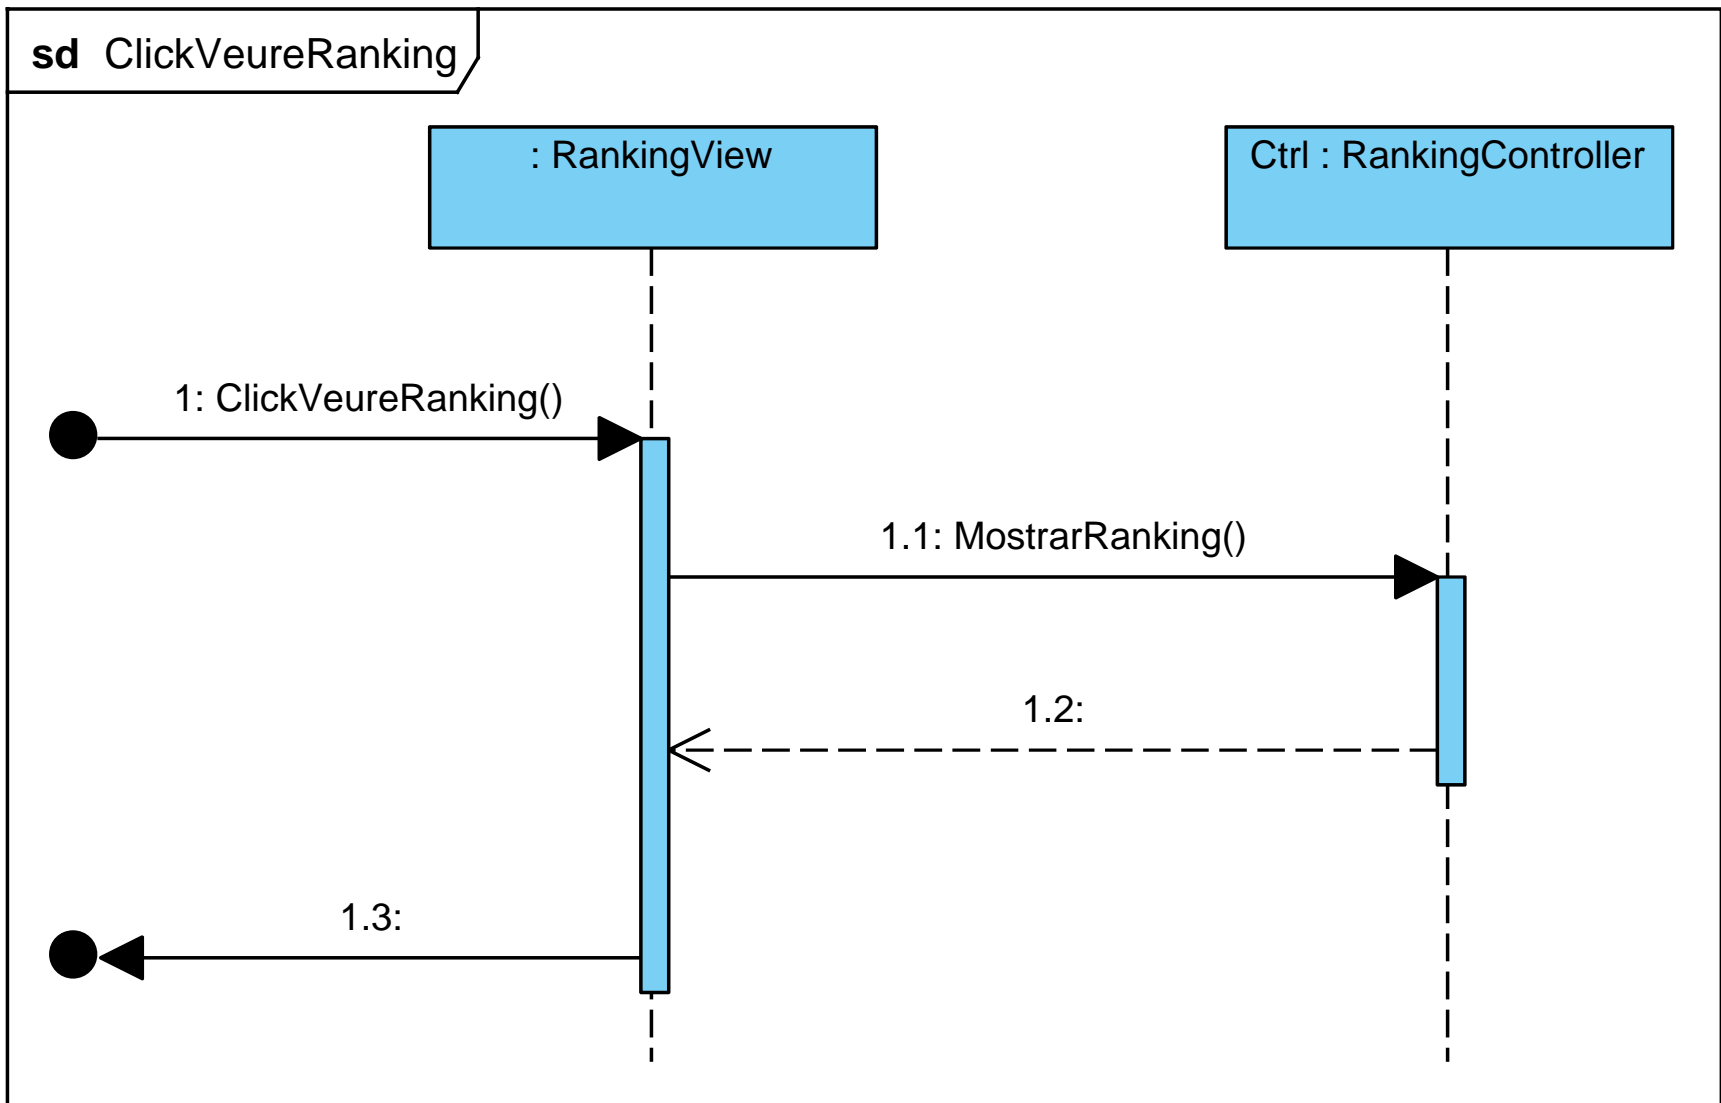 sd ClickVeureRanking
: RankingView
Ctrl : RankingController
1: ClickVeureRanking()
1.1: MostrarRanking()
1.2:
1.3: